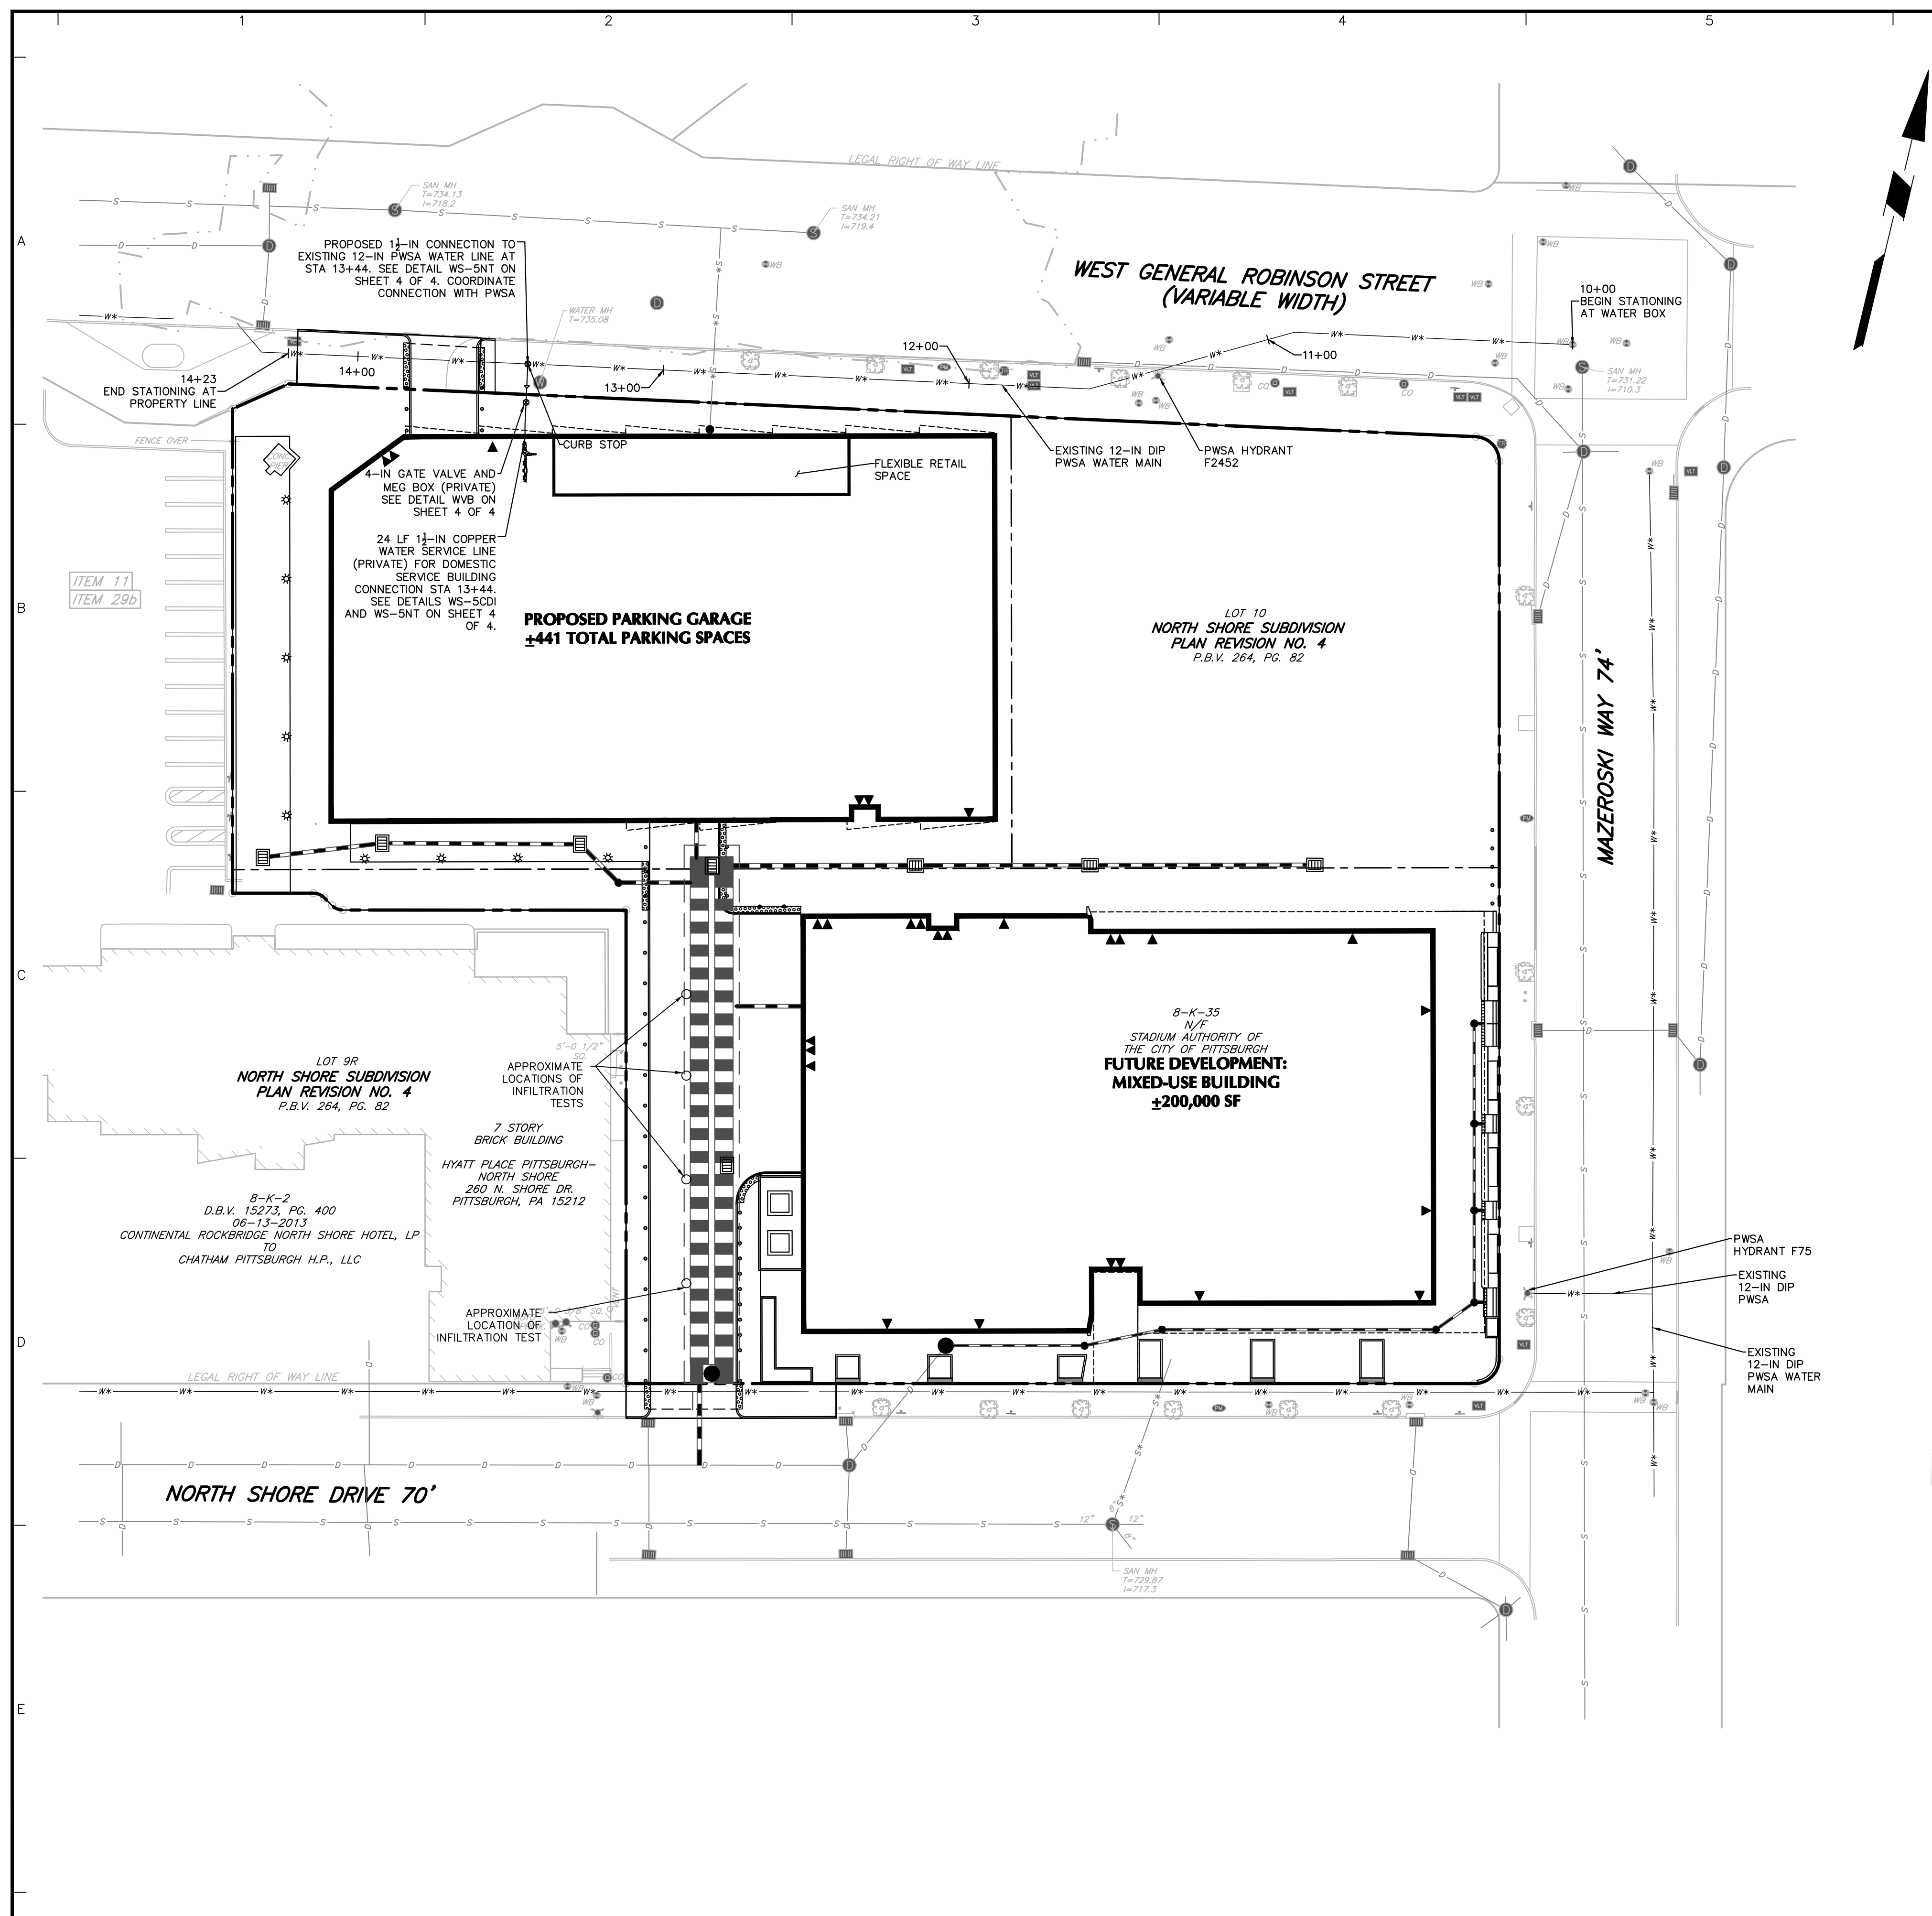 1
2
3
4
5
A
B
C
D
E
LEGAL RIGHT OF WAY LINE
SAN MH
T=734.13
I=718.2
SAN MH
T=734.21
I=719.4
PROPOSED 1½-IN CONNECTION TO
EXISTING 12-IN PWSA WATER LINE AT
STA 13+44. SEE DETAIL WS-5NT ON
SHEET 4 OF 4. COORDINATE
CONNECTION WITH PWSA
WATER MH
T=735.08
WEST GENERAL ROBINSON STREET
(VARIABLE WIDTH)
10+00
BEGIN STATIONING
AT WATER BOX
11+00
12+00
13+00
14+00
14+23
END STATIONING AT
PROPERTY LINE
SAN MH
T=731.22
I=710.3
FENCE OVER
CONC
PIER
CURB STOP
EXISTING 12-IN DIP
PWSA WATER MAIN
PWSA HYDRANT
F2452
4-IN GATE VALVE AND
MEG BOX (PRIVATE)
SEE DETAIL WVB ON
SHEET 4 OF 4
FLEXIBLE RETAIL
SPACE
24 LF 1½-IN COPPER
WATER SERVICE LINE
(PRIVATE) FOR DOMESTIC
SERVICE BUILDING
CONNECTION STA 13+44.
SEE DETAILS WS-5CDI
AND WS-5NT ON SHEET 4
OF 4.
ITEM 11
ITEM 29b
PROPOSED PARKING GARAGE
±441 TOTAL PARKING SPACES
LOT 10
NORTH SHORE SUBDIVISION
PLAN REVISION NO. 4
P.B.V. 264, PG. 82
MAZEROSKI WAY 74'
8-K-35
N/F
STADIUM AUTHORITY OF
THE CITY OF PITTSBURGH
FUTURE DEVELOPMENT:
MIXED-USE BUILDING
±200,000 SF
5'-0 1/2"
SQ.
APPROXIMATE
LOCATIONS OF
INFILTRATION
TESTS
LOT 9R
NORTH SHORE SUBDIVISION
PLAN REVISION NO. 4
P.B.V. 264, PG. 82
7 STORY
BRICK BUILDING
HYATT PLACE PITTSBURGH-
NORTH SHORE
260 N. SHORE DR.
PITTSBURGH, PA 15212
8-K-2
D.B.V. 15273, PG. 400
06-13-2013
CONTINENTAL ROCKBRIDGE NORTH SHORE HOTEL, LP
TO
CHATHAM PITTSBURGH H.P., LLC
PWSA
HYDRANT F75
EXISTING
12-IN DIP
PWSA
EXISTING
12-IN DIP
PWSA WATER
MAIN
APPROXIMATE
LOCATION OF
INFILTRATION TEST
VENT
LEGAL RIGHT OF WAY LINE
NORTH SHORE DRIVE 70'
12"
12"
8"
8"
SAN MH
T=729.87
I=717.3